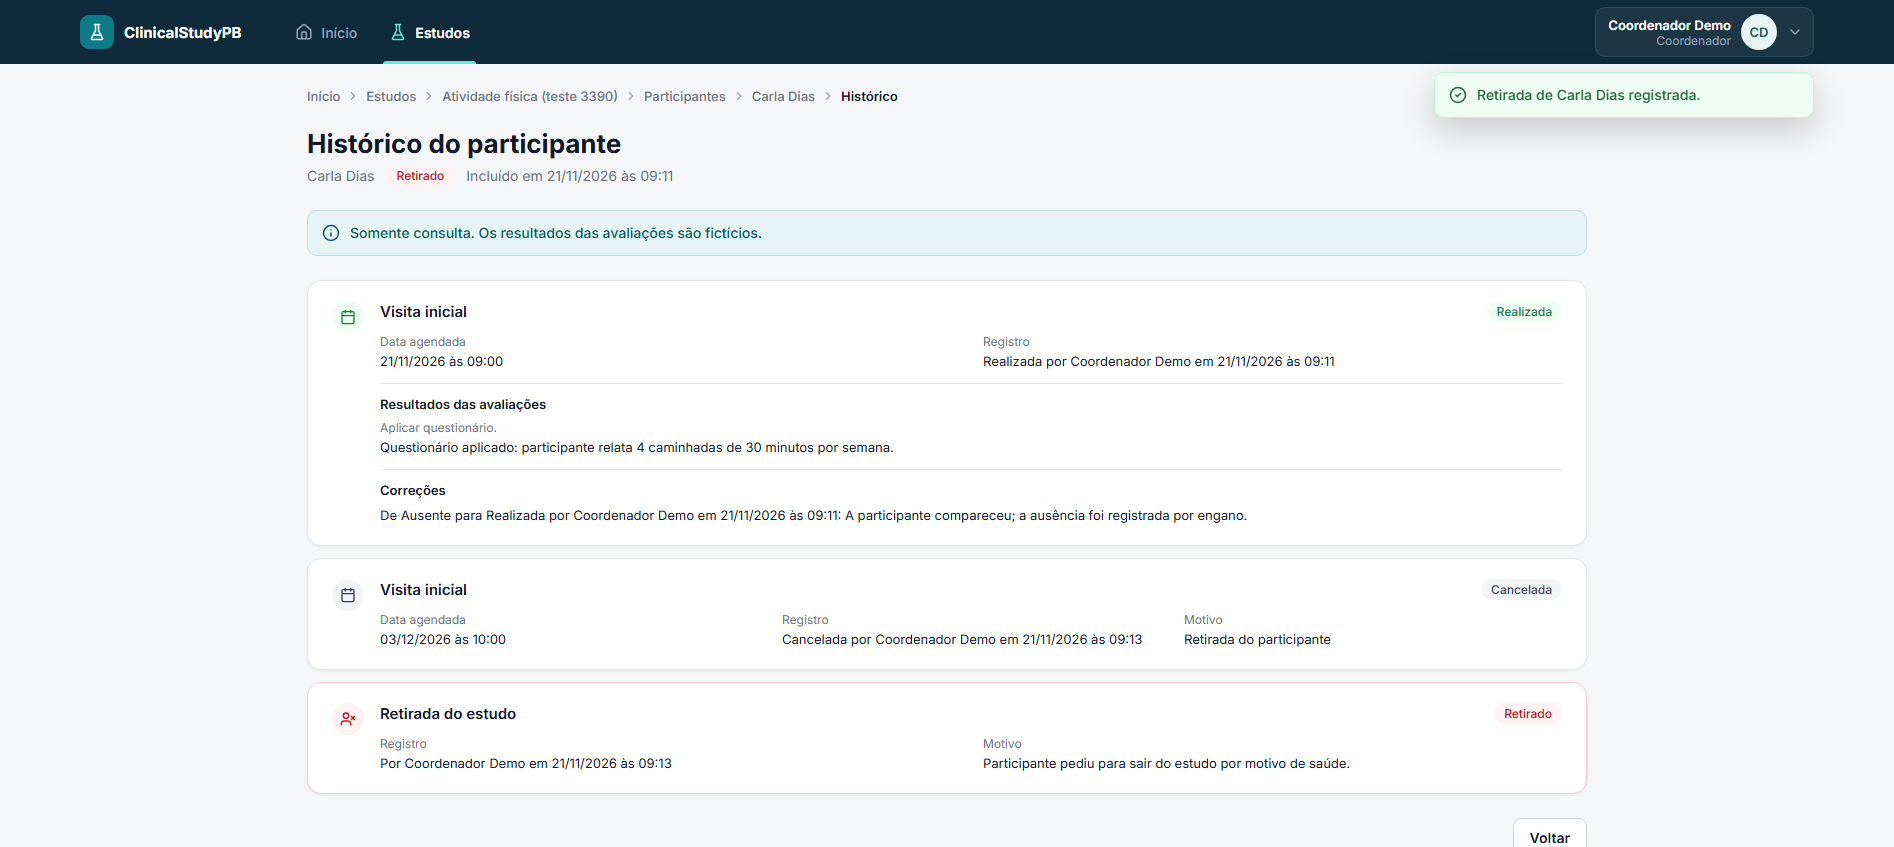 ClinicalStudyPB
Início
Estudos
Coordenador Demo
Coordenador
CD
Retirada de Carla Dias registrada.
Início > Estudos > Atividade física (teste 3390) > Participantes > Carla Dias > Histórico
Histórico do participante
Carla Dias Retirado Incluído em 21/11/2026 às 09:11
Somente consulta. Os resultados das avaliações são fictícios.
Visita inicial
Realizada
Data agendada
21/11/2026 às 09:00
Registro
Realizada por Coordenador Demo em 21/11/2026 às 09:11
Resultados das avaliações
Aplicar questionário.
Questionário aplicado: participante relata 4 caminhadas de 30 minutos por semana.
Correções
De Ausente para Realizada por Coordenador Demo em 21/11/2026 às 09:11: A participante compareceu; a ausência foi registrada por engano.
Visita inicial
Cancelada
Data agendada
03/12/2026 às 10:00
Registro
Cancelada por Coordenador Demo em 21/11/2026 às 09:13
Motivo
Retirada do participante
Retirada do estudo
Retirado
Registro
Por Coordenador Demo em 21/11/2026 às 09:13
Motivo
Participante pediu para sair do estudo por motivo de saúde.
Voltar